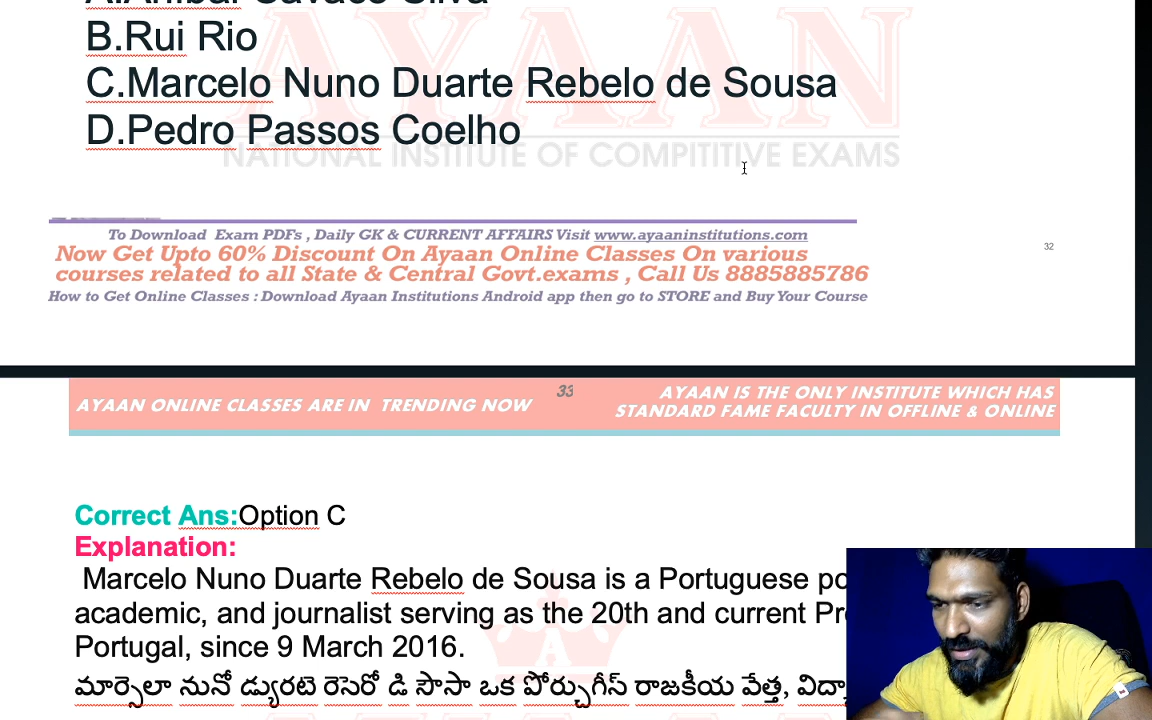 A.Anibal Cavaco Silva
B.Rui Rio
C.Marcelo Nuno Duarte Rebelo de Sousa
D.Pedro Passos Coelho
AYAAN
NATIONAL INSTITUTE OF COMPITITIVE EXAMS
To Download Exam PDFs , Daily GK & CURRENT AFFAIRS Visit www.ayaaninstitutions.com
32
Now Get Upto 60% Discount On Ayaan Online Classes On various
courses related to all State & Central Govt.exams , Call Us 8885885786
How to Get Online Classes : Download Ayaan Institutions Android app then go to STORE and Buy Your Course
33
AYAAN ONLINE CLASSES ARE IN TRENDING NOW
AYAAN IS THE ONLY INSTITUTE WHICH HAS
STANDARD FAME FACULTY IN OFFLINE & ONLINE
Correct Ans:Option C
Explanation:
Marcelo Nuno Duarte Rebelo de Sousa is a Portuguese
academic, and journalist serving as the 20th and current
Portugal, since 9 March 2016.
మార్సెలా నునో డ్యురటె రెసెరో డి సౌసా ఒక పోర్చుగీస్ రాజకీయ వేత్త,